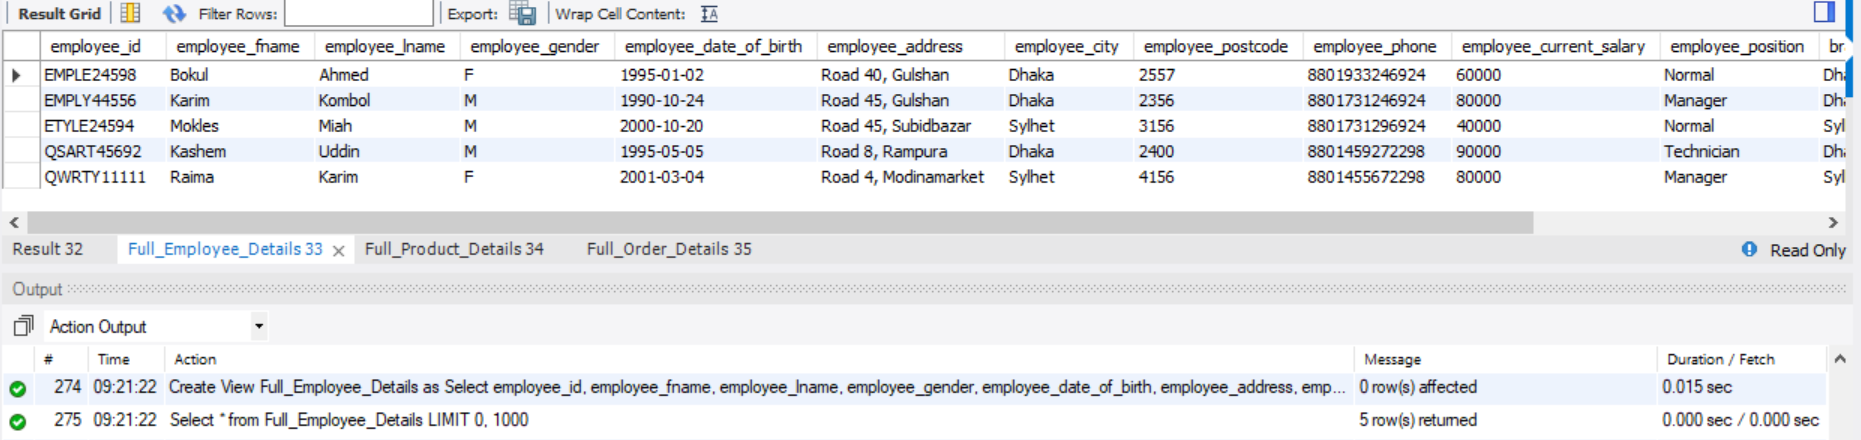 Result Grid Filter Rows: Export: Wrap Cell Content: IA
employee_id employee_fname employee_lname employee_gender employee_date_of_birth employee_address employee_city employee_postcode employee_phone employee_current_salary employee_position br
EMPLE24598 Bokul Ahmed F 1995-01-02 Road 40, Gulshan Dhaka 2557 8801933246924 60000 Normal Dha
EMPLY44556 Karim Kombol M 1990-10-24 Road 45, Gulshan Dhaka 2356 8801731246924 80000 Manager Dha
ETYLE24594 Mokles Miah M 2000-10-20 Road 45, Subidbazar Sylhet 3156 8801731296924 40000 Normal Syl
QSART45692 Kashem Uddin M 1995-05-05 Road 8, Rampura Dhaka 2400 8801459272298 90000 Technician Dha
QWRTY11111 Raima Karim F 2001-03-04 Road 4, Modinamarket Sylhet 4156 8801455672298 80000 Manager Syl
Result 32 Full_Employee_Details 33 Full_Product_Details 34 Full_Order_Details 35 Read Only
Output
Action Output
# Time Action Message Duration / Fetch
274 09:21:22 Create View Full_Employee_Details as Select employee_id, employee_fname, employee_lname, employee_gender, employee_date_of_birth, employee_address, emp... 0 row(s) affected 0.015 sec
275 09:21:22 Select * from Full_Employee_Details LIMIT 0, 1000 5 row(s) returned 0.000 sec / 0.000 sec